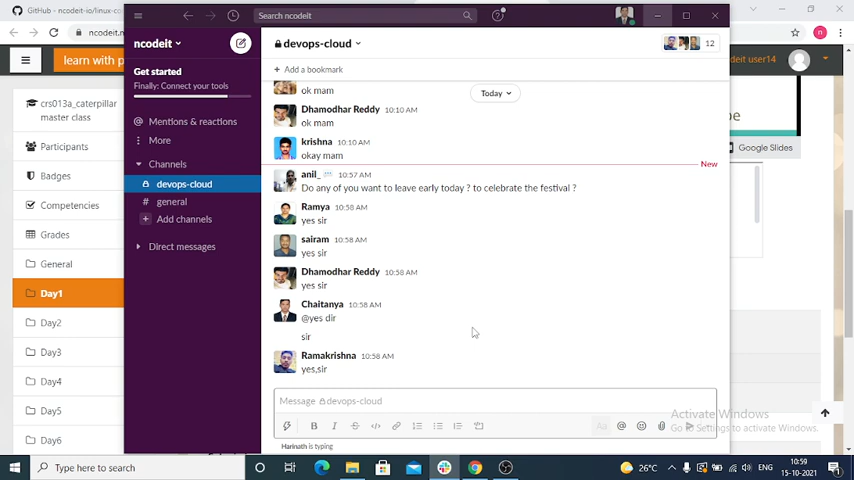 GitHub - ncodeit-io/linux-co
ncodeit.n
learn with p
deit user14
crs013a_caterpillar
master class
Participants
Badges
Competencies
Grades
General
Day1
Day2
Day3
Day4
Day5
Day6
Google Slides
Search ncodeit
ncodeit
Get started
Finally: Connect your tools
Mentions & reactions
More
Channels
devops-cloud
# general
+ Add channels
Direct messages
devops-cloud
12
+ Add a bookmark
Today
ok mam
Dhamodhar Reddy 10:10 AM
ok mam
krishna 10:10 AM
okay mam
New
anil_ 10:57 AM
Do any of you want to leave early today ? to celebrate the festival ?
Ramya 10:58 AM
yes sir
sairam 10:58 AM
yes sir
Dhamodhar Reddy 10:58 AM
yes sir
Chaitanya 10:58 AM
@yes dir
sir
Ramakrishna 10:58 AM
yes,sir
Message devops-cloud
B I S </>
Aa @
Harinath is typing
Activate Windows
Go to Settings to activate Windows.
Type here to search
26°C
ENG
10:59
15-10-2021